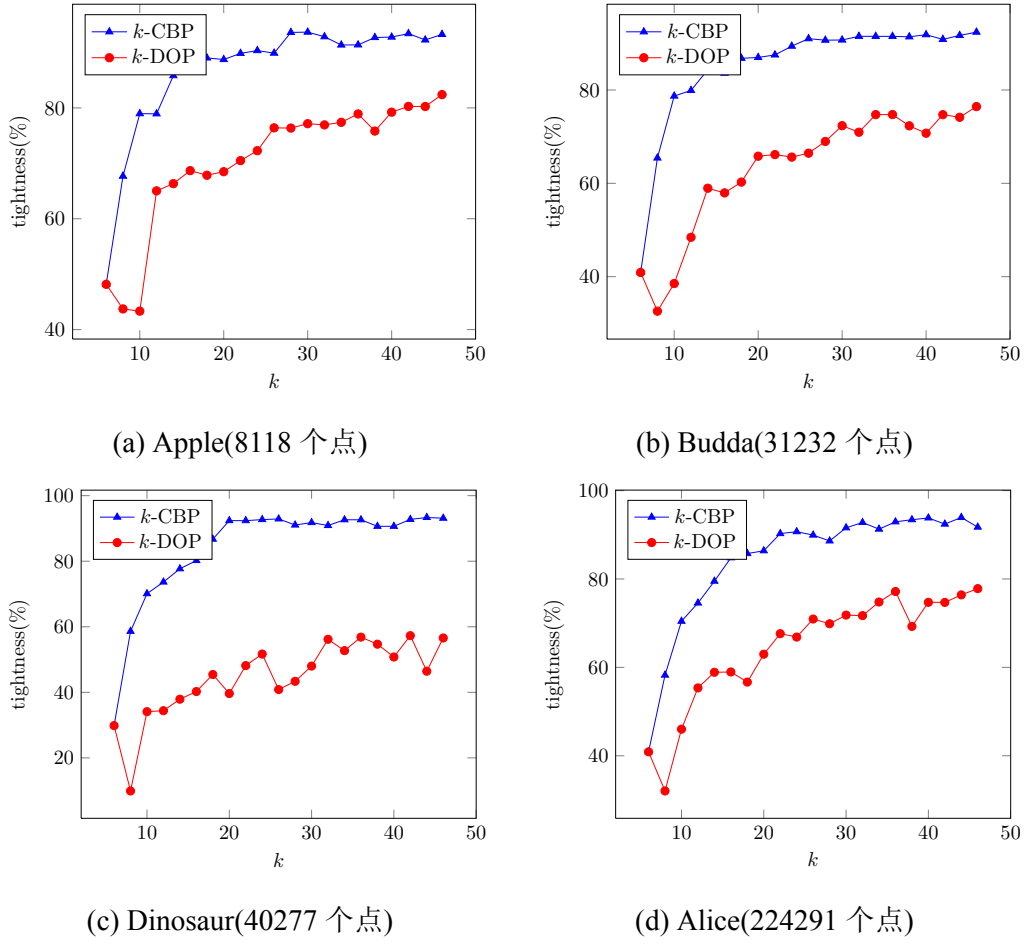 k-CBP
k-DOP
tightness(%)
80
60
40
10 20 30 40 50
k
(a) Apple(8118 个点)
k-CBP
k-DOP
tightness(%)
80
60
40
10 20 30 40 50
k
(b) Budda(31232 个点)
k-CBP
k-DOP
tightness(%)
100
80
60
40
20
10 20 30 40 50
k
(c) Dinosaur(40277 个点)
k-CBP
k-DOP
tightness(%)
100
80
60
40
10 20 30 40 50
k
(d) Alice(224291 个点)